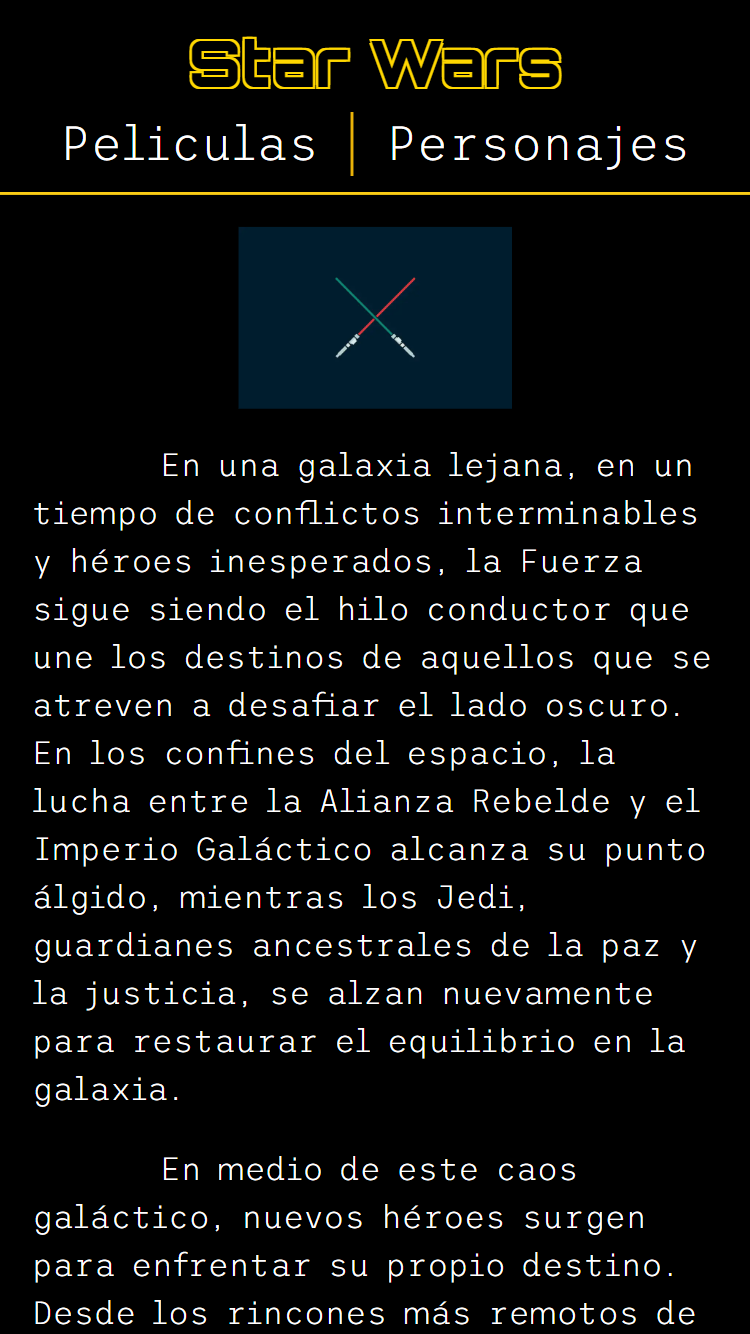 Star Wars
Peliculas | Personajes
En una galaxia lejana, en un
tiempo de conflictos interminables
y héroes inesperados, la Fuerza
sigue siendo el hilo conductor que
une los destinos de aquellos que se
atreven a desafiar el lado oscuro.
En los confines del espacio, la
lucha entre la Alianza Rebelde y el
Imperio Galáctico alcanza su punto
álgido, mientras los Jedi,
guardianes ancestrales de la paz y
la justicia, se alzan nuevamente
para restaurar el equilibrio en la
galaxia.
En medio de este caos
galáctico, nuevos héroes surgen
para enfrentar su propio destino.
Desde los rincones más remotos de